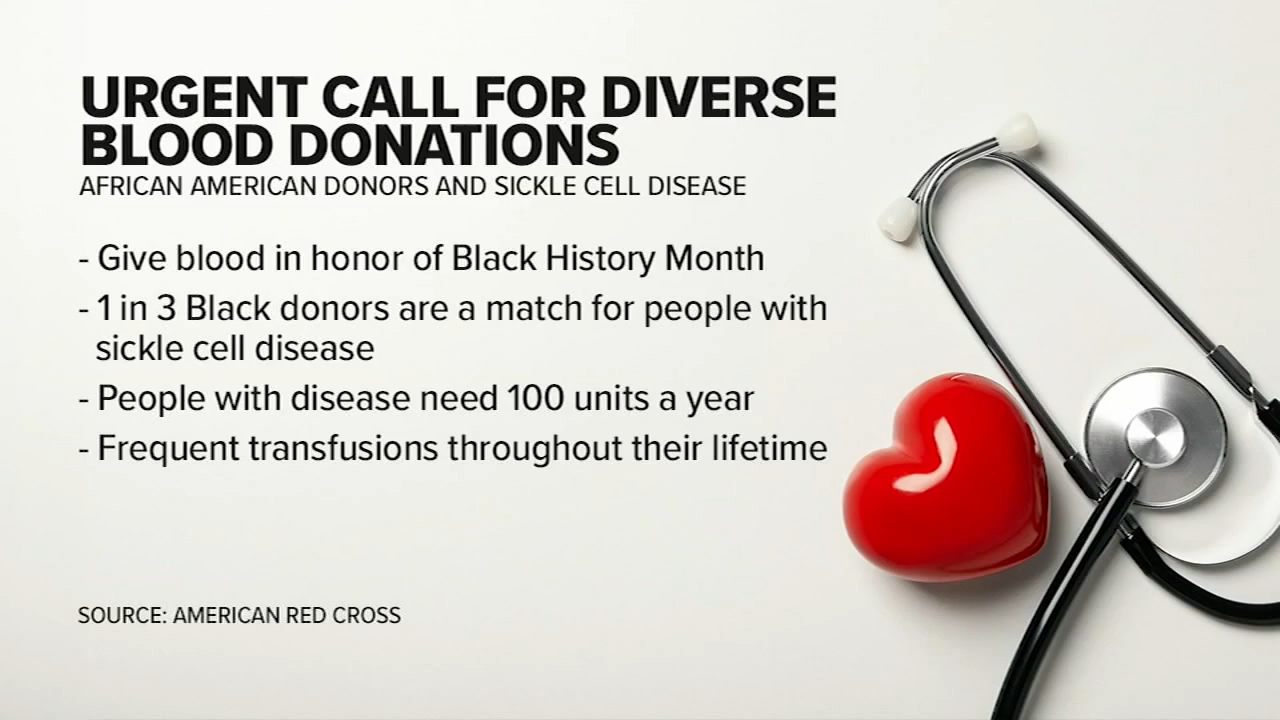 URGENT CALL FOR DIVERSE
BLOOD DONATIONS
AFRICAN AMERICAN DONORS AND SICKLE CELL DISEASE
- Give blood in honor of Black History Month
- 1 in 3 Black donors are a match for people with
sickle cell disease
- People with disease need 100 units a year
- Frequent transfusions throughout their lifetime
SOURCE: AMERICAN RED CROSS